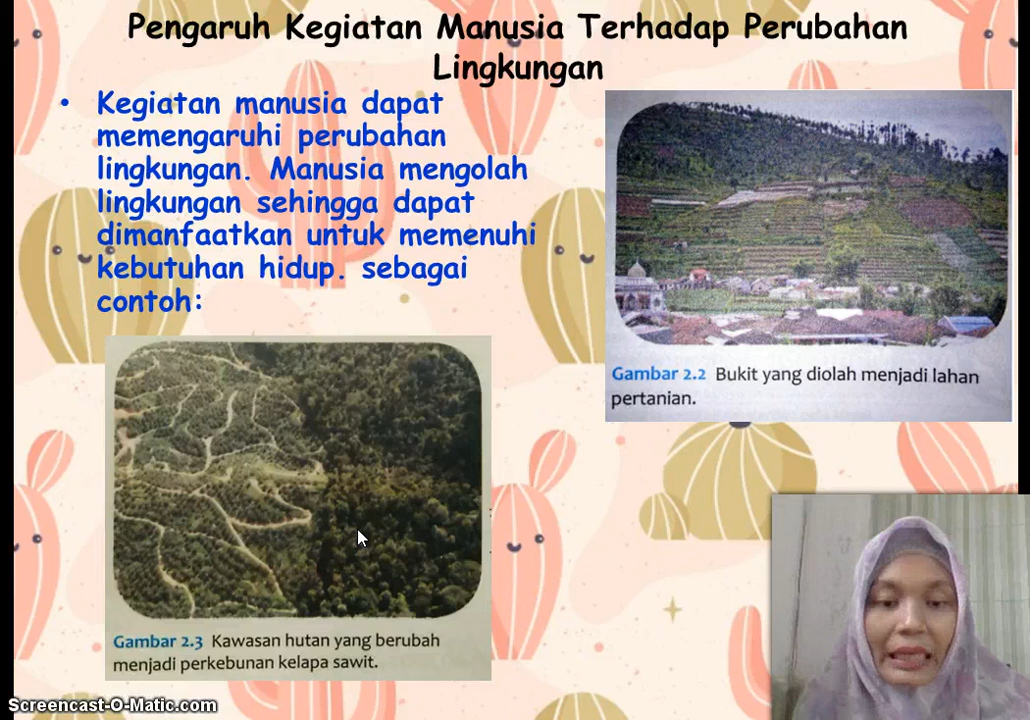 Pengaruh Kegiatan Manusia Terhadap Perubahan
Lingkungan
• Kegiatan manusia dapat
memengaruhi perubahan
lingkungan. Manusia mengolah
lingkungan sehingga dapat
dimanfaatkan untuk memenuhi
kebutuhan hidup. sebagai
contoh:
Gambar 2.2 Bukit yang diolah menjadi lahan
pertanian.
Gambar 2.3 Kawasan hutan yang berubah
menjadi perkebunan kelapa sawit.
Screencast-O-Matic.com